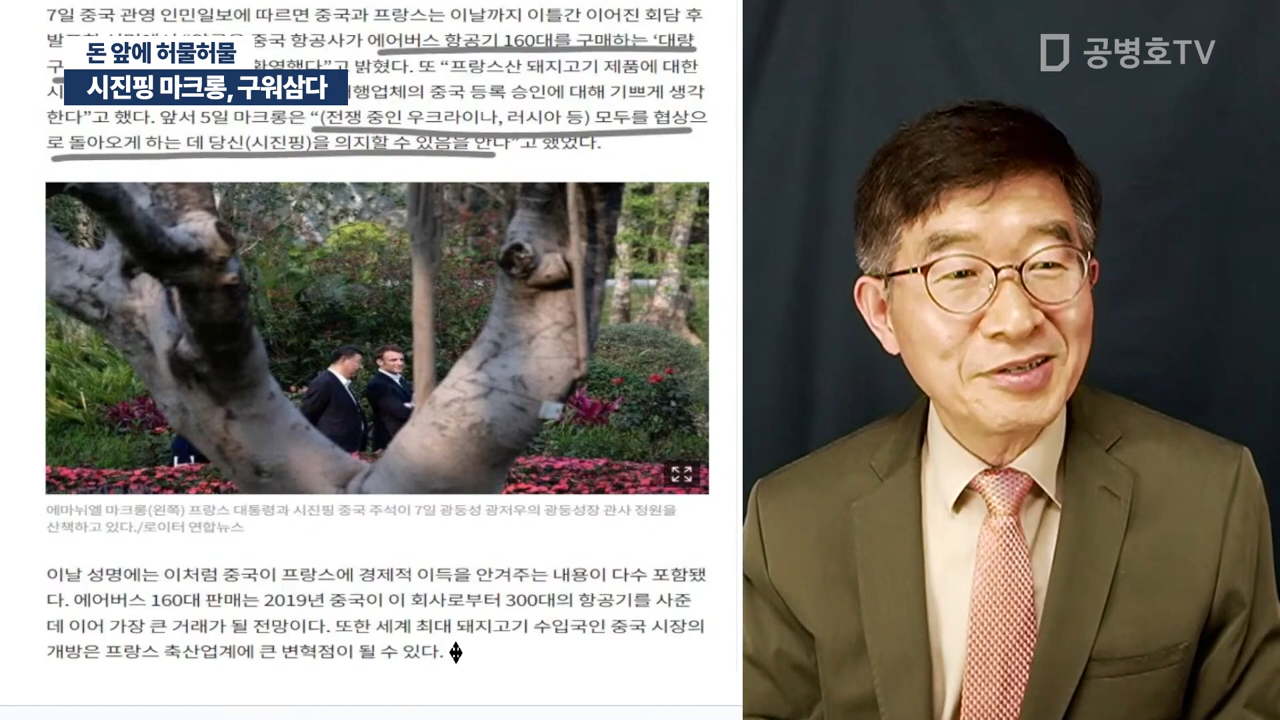 7일 중국 관영 인민일보에 따르면 중국과 프랑스는 이날까지 이틀간 이어진 회담 후
중국 항공사가 에어버스 항공기 160대를 구매하는 ‘대량
구
환영했다”고 밝혔다. 또 “프랑스산 돼지고기 제품에 대한
시
행업체의 중국 등록 승인에 대해 기쁘게 생각
한다”고 했다. 앞서 5일 마크롱은 “(전쟁 중인 우크라이나, 러시아 등) 모두를 협상으
로 돌아오게 하는 데 당신(시진핑)을 의지할 수 있음을 안다”고 했었다.
돈 앞에 허물허물
시진핑 마크롱, 구워삼다
공병호TV
에마뉘엘 마크롱(왼쪽) 프랑스 대통령과 시진핑 중국 주석이 7일 광둥성 광저우의 광둥성장 관사 정원을
산책하고 있다./로이터 연합뉴스
이날 성명에는 이처럼 중국이 프랑스에 경제적 이득을 안겨주는 내용이 다수 포함됐
다. 에어버스 160대 판매는 2019년 중국이 이 회사로부터 300대의 항공기를 사준
데 이어 가장 큰 거래가 될 전망이다. 또한 세계 최대 돼지고기 수입국인 중국 시장의
개방은 프랑스 축산업계에 큰 변혁점이 될 수 있다.